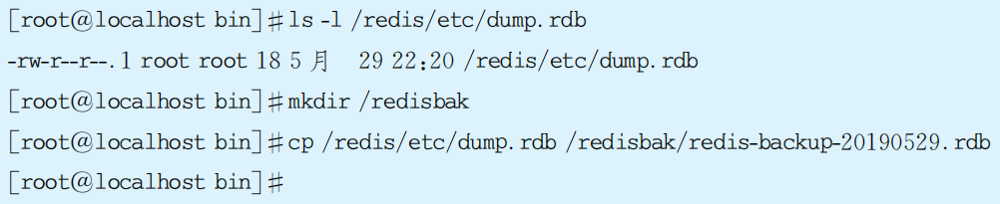 [root@localhost bin]#ls -l /redis/etc/dump.rdb
-rw-r--r--.1 root root 18 5 月 29 22:20 /redis/etc/dump.rdb
[root@localhost bin]#mkdir /redisbak
[root@localhost bin]#cp /redis/etc/dump.rdb /redisbak/redis-backup-20190529.rdb
[root@localhost bin]#